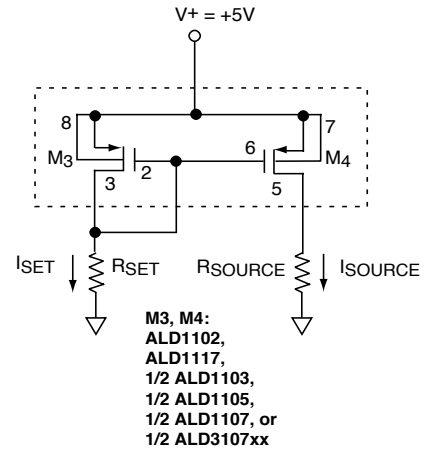 V+ = +5V
8
7
M3
6
M4
2
3
5
ISET
RSET
RSOURCE
ISOURCE
M3, M4:
ALD1102,
ALD1117,
1/2 ALD1103,
1/2 ALD1105,
1/2 ALD1107, or
1/2 ALD3107xx